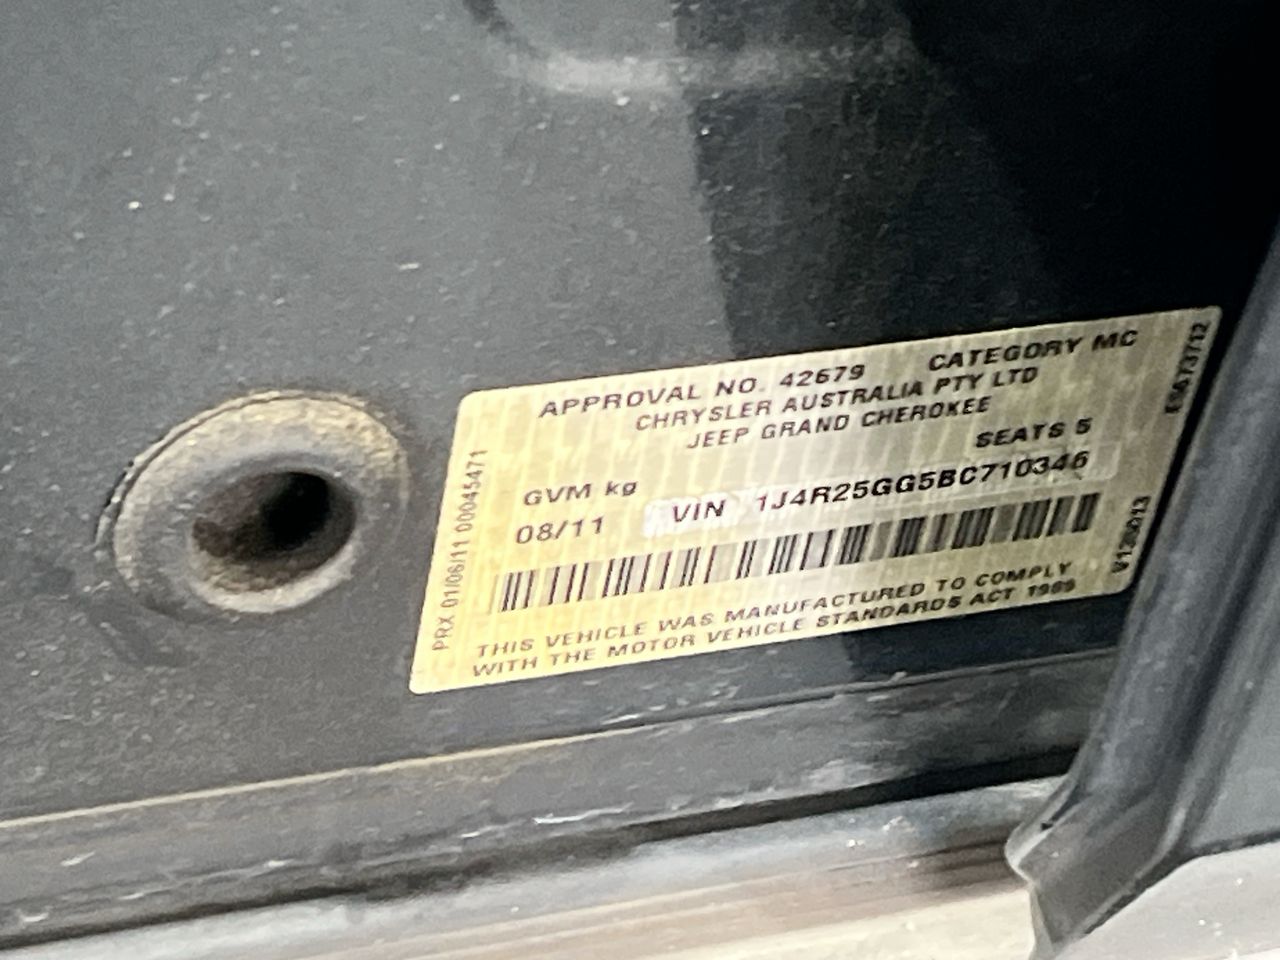 APPROVAL NO. 42679 CATEGORY MC
CHRYSLER AUSTRALIA PTY LTD
JEEP GRAND CHEROKEE
SEATS 5
GVM kg
08/11 VIN 1J4R25GG5BC710346
THIS VEHICLE WAS MANUFACTURED TO COMPLY
WITH THE MOTOR VEHICLE STANDARDS ACT 1989
PRX 01/06/11 00045471